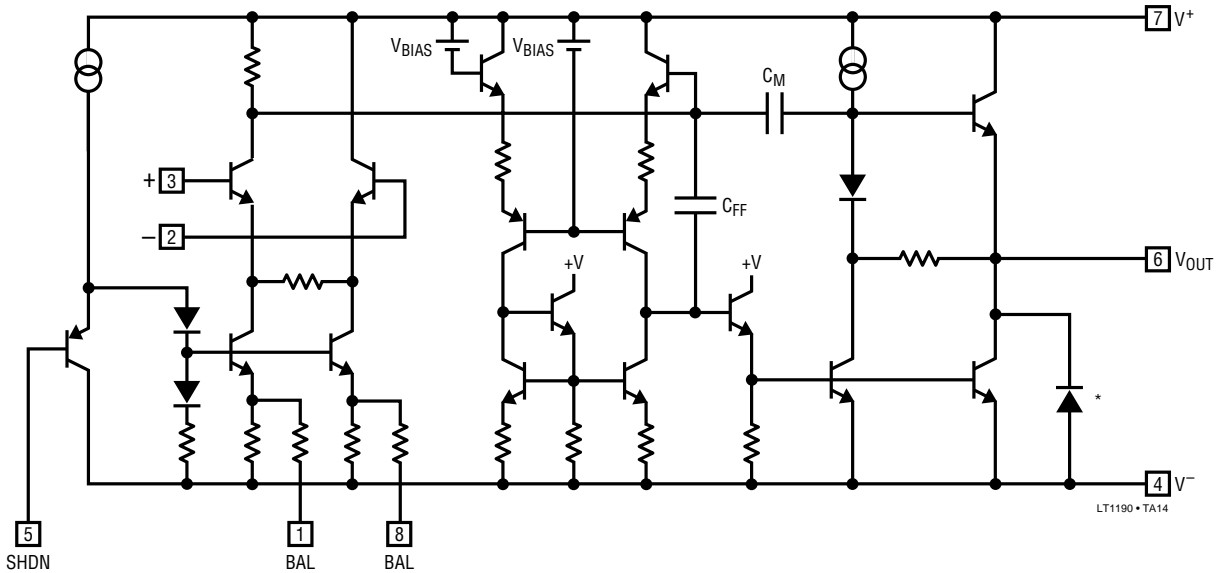 7 V+
VBIAS
VBIAS
CM
+ 3
CFF
− 2
+V
+V
6 VOUT
*
4 V−
LT1190 • TA14
5
1
8
SHDN
BAL
BAL